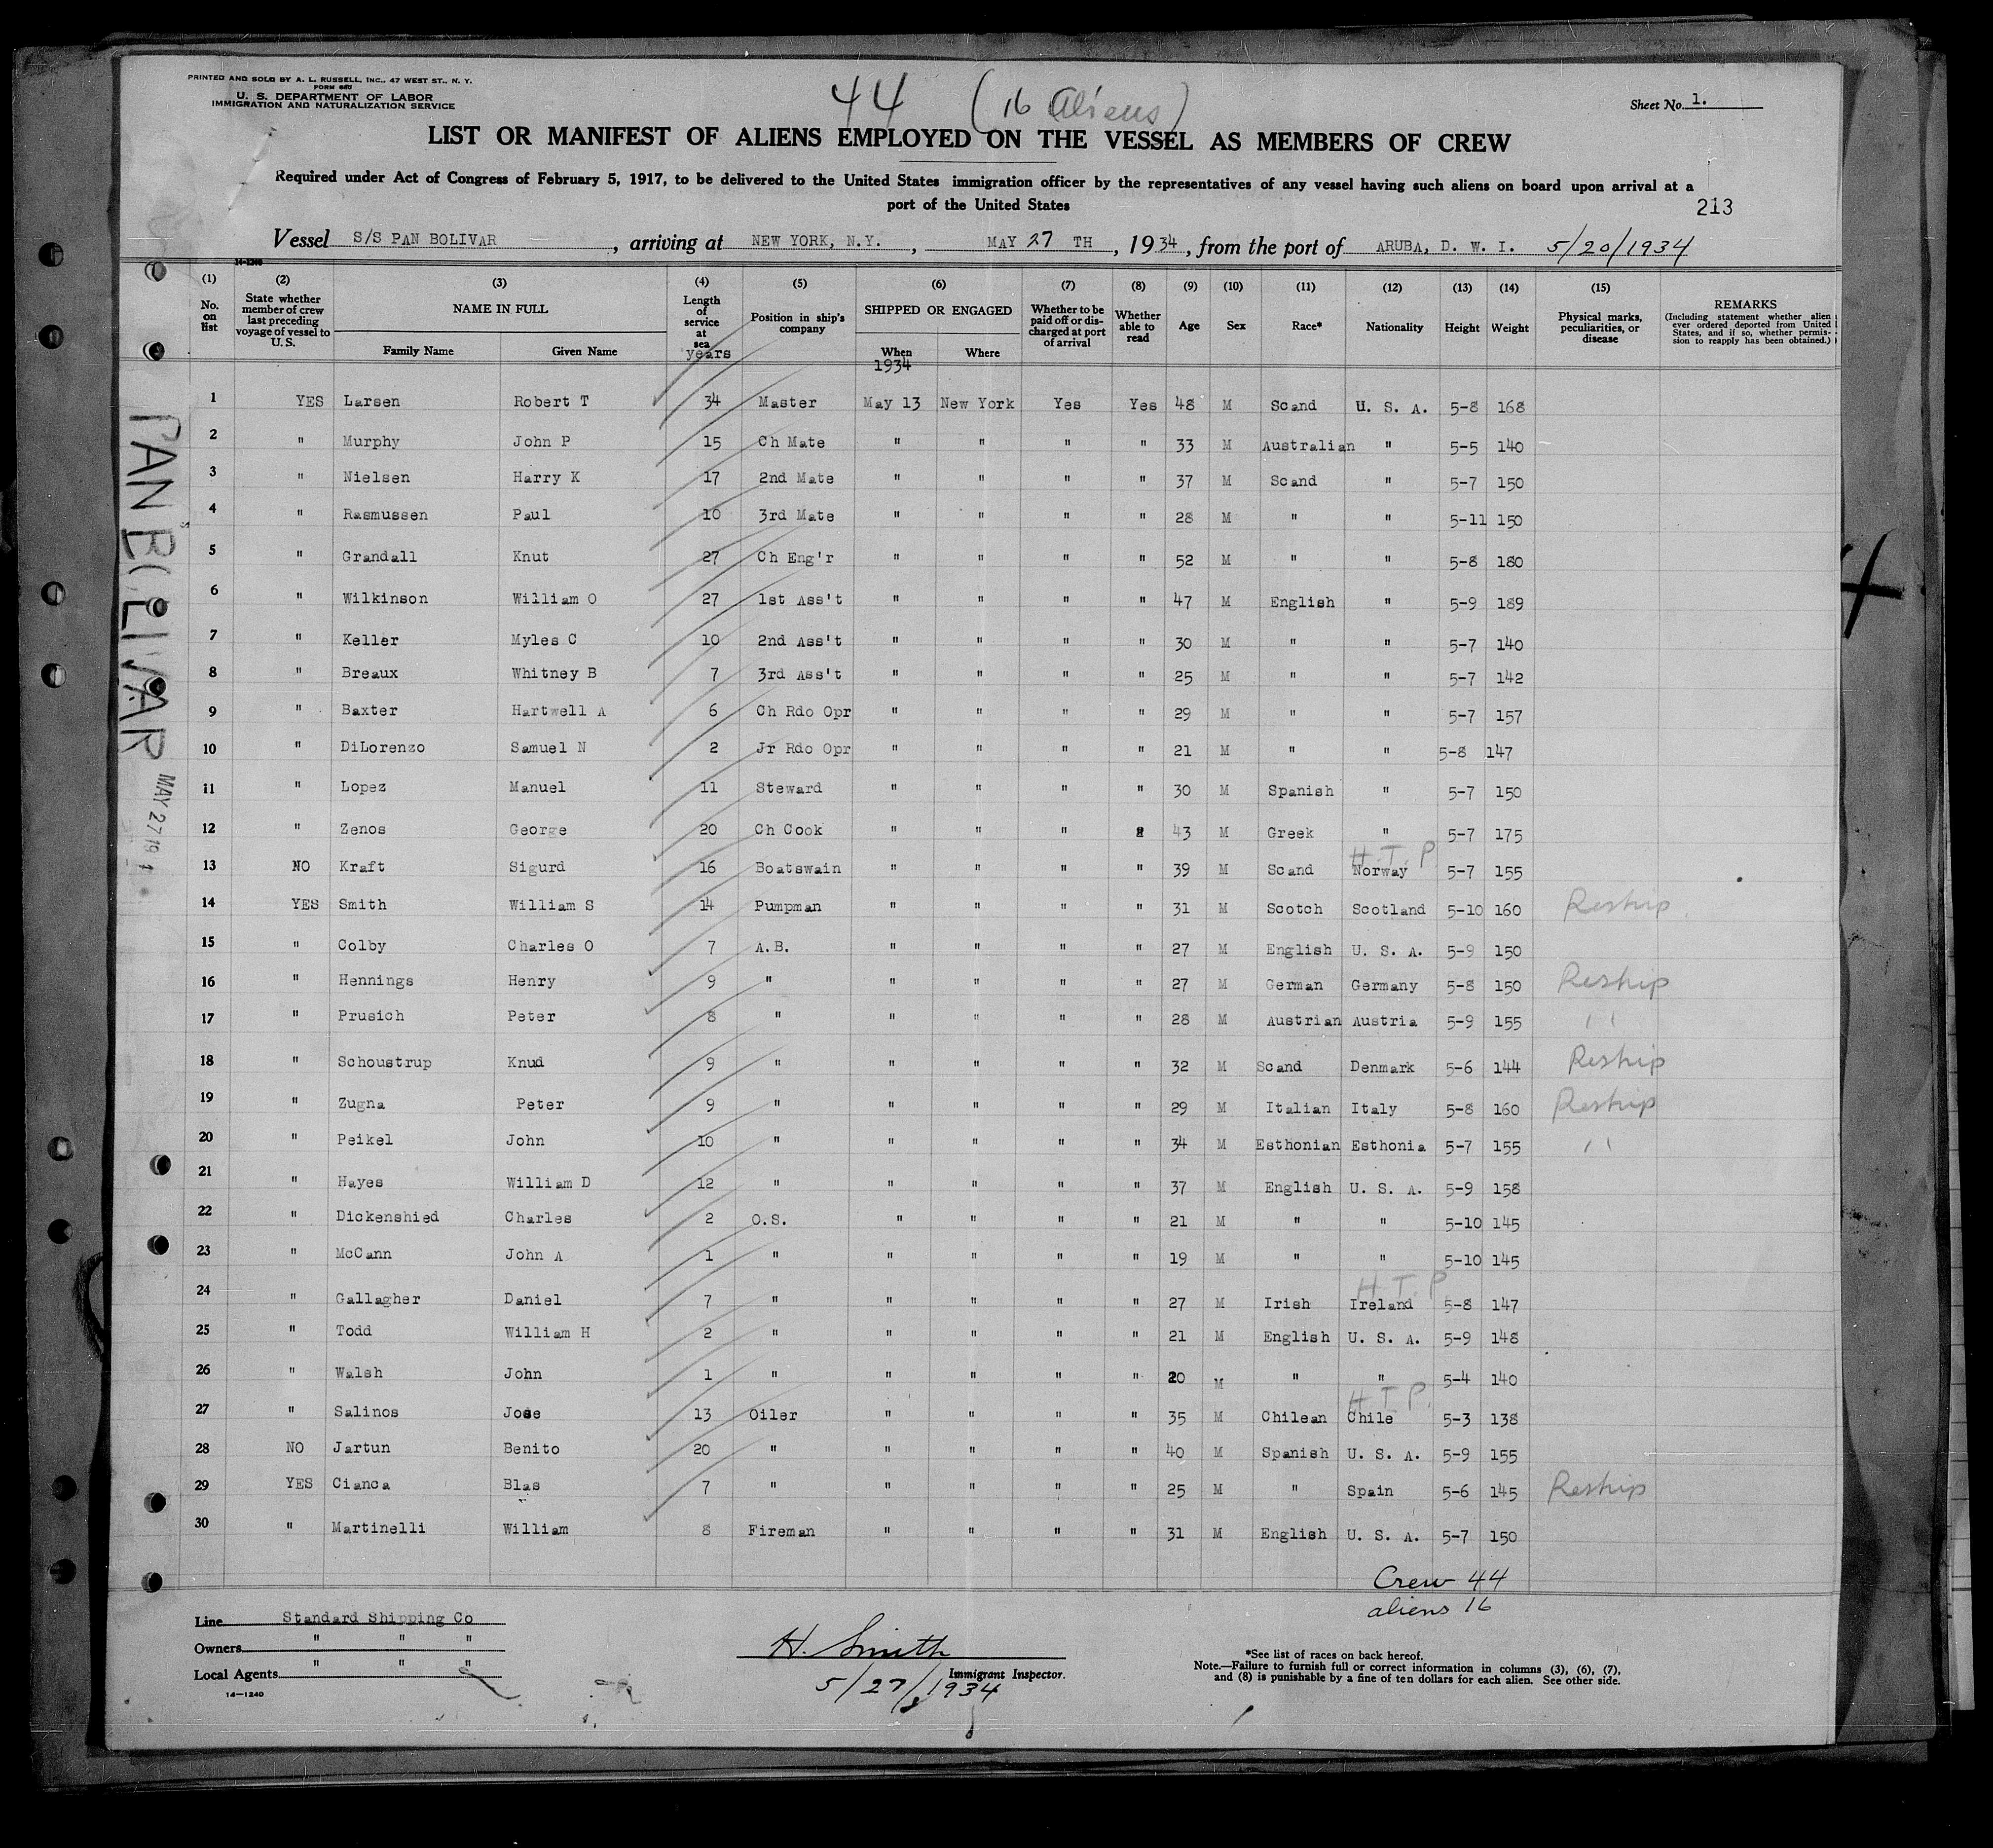 PRINTED AND SOLD BY A. L. RUSSELL, INC., 47 WEST ST., N. Y.
FORM 680
U. S. DEPARTMENT OF LABOR
IMMIGRATION AND NATURALIZATION SERVICE
44 (16 Aliens)
Sheet No. 1.
LIST OR MANIFEST OF ALIENS EMPLOYED ON THE VESSEL AS MEMBERS OF CREW
Required under Act of Congress of February 5, 1917, to be delivered to the United States immigration officer by the representatives of any vessel having such aliens on board upon arrival at a
port of the United States
213
Vessel S/S PAN BOLIVAR, arriving at NEW YORK, N.Y., MAY 27 TH, 1934, from the port of ARUBA, D. W. I. 5/20/1934
14-1240
(1) (2) (3) (4) (5) (6) (7) (8) (9) (10) (11) (12) (13) (14) (15)
No. on list
State whether member of crew last preceding voyage of vessel to U. S.
NAME IN FULL
Family Name
Given Name
Length of service at sea
years
Position in ship's company
SHIPPED OR ENGAGED
When
1934
Where
Whether to be paid off or discharged at port of arrival
Whether able to read
Age
Sex
Race*
Nationality
Height
Weight
Physical marks, peculiarities, or disease
REMARKS
(Including statement whether alien ever ordered deported from United States, and if so, whether permission to reapply has been obtained.)
1 YES Larsen Robert T 34 Master May 13 New York Yes Yes 48 M Scand U. S. A. 5-8 168
2 " Murphy John P 15 Ch Mate " " " " 33 M Australian " 5-5 140
3 " Nielsen Harry K 17 2nd Mate " " " " 37 M Scand " 5-7 150
4 " Rasmussen Paul 10 3rd Mate " " " " 28 M " " 5-11 150
5 " Grandall Knut 27 Ch Eng'r " " " " 52 M " " 5-8 180
6 " Wilkinson William O 27 1st Ass't " " " " 47 M English " 5-9 189
7 " Keller Myles C 10 2nd Ass't " " " " 30 M " " 5-7 140
8 " Breaux Whitney B 7 3rd Ass't " " " " 25 M " " 5-7 142
9 " Baxter Hartwell A 6 Ch Rdo Opr " " " " 29 M " " 5-7 157
10 " DiLorenzo Samuel N 2 Jr Rdo Opr " " " " 21 M " " 5-8 147
11 " Lopez Manuel 11 Steward " " " " 30 M Spanish " 5-7 150
12 " Zenos George 20 Ch Cook " " " " 43 M Greek " 5-7 175
H. T. P
13 NO Kraft Sigurd 16 Boatswain " " " " 39 M Scand Norway 5-7 155
14 YES Smith William S 14 Pumpman " " " " 31 M Scotch Scotland 5-10 160 Reship
15 " Colby Charles O 7 A.B. " " " " 27 M English U. S. A. 5-9 150
16 " Hennings Henry 9 " " " " " 27 M German Germany 5-8 150 Reship
17 " Prusich Peter 8 " " " " " 28 M Austrian Austria 5-9 155 "
18 " Schoustrup Knud 9 " " " " " 32 M Scand Denmark 5-6 144 Reship
19 " Zugna Peter 9 " " " " " 29 M Italian Italy 5-8 160 Reship
20 " Peikel John 10 " " " " " 34 M Esthonian Esthonia 5-7 155 "
21 " Hayes William D 12 " " " " " 37 M English U. S. A. 5-9 158
22 " Dickenshied Charles 2 O.S. " " " " 21 M " " 5-10 145
23 " McCann John A 1 " " " " " 19 M " " 5-10 145
H. T. P
24 " Gallagher Daniel 7 " " " " " 27 M Irish Ireland 5-8 147
25 " Todd William H 2 " " " " " 21 M English U. S. A. 5-9 148
26 " Walsh John 1 " " " " " 20 M " " 5-4 140
H. T. P.
27 " Salinos Jose 13 Oiler " " " " 35 M Chilean Chile 5-3 138
28 NO Jartun Benito 20 " " " " " 40 M Spanish U. S. A. 5-9 155
29 YES Cianca Blas 7 " " " " " 25 M " Spain 5-6 145 Reship
30 " Martinelli William 8 Fireman " " " " 31 M English U. S. A. 5-7 150
Crew 44
aliens 16
PAN BOLIVAR
MAY 27 19
Line Standard Shipping Co
Owners " " "
Local Agents " " "
14-1240
H. Smith
Immigrant Inspector.
5/27/1934
*See list of races on back hereof.
Note.—Failure to furnish full or correct information in columns (3), (6), (7),
and (8) is punishable by a fine of ten dollars for each alien. See other side.